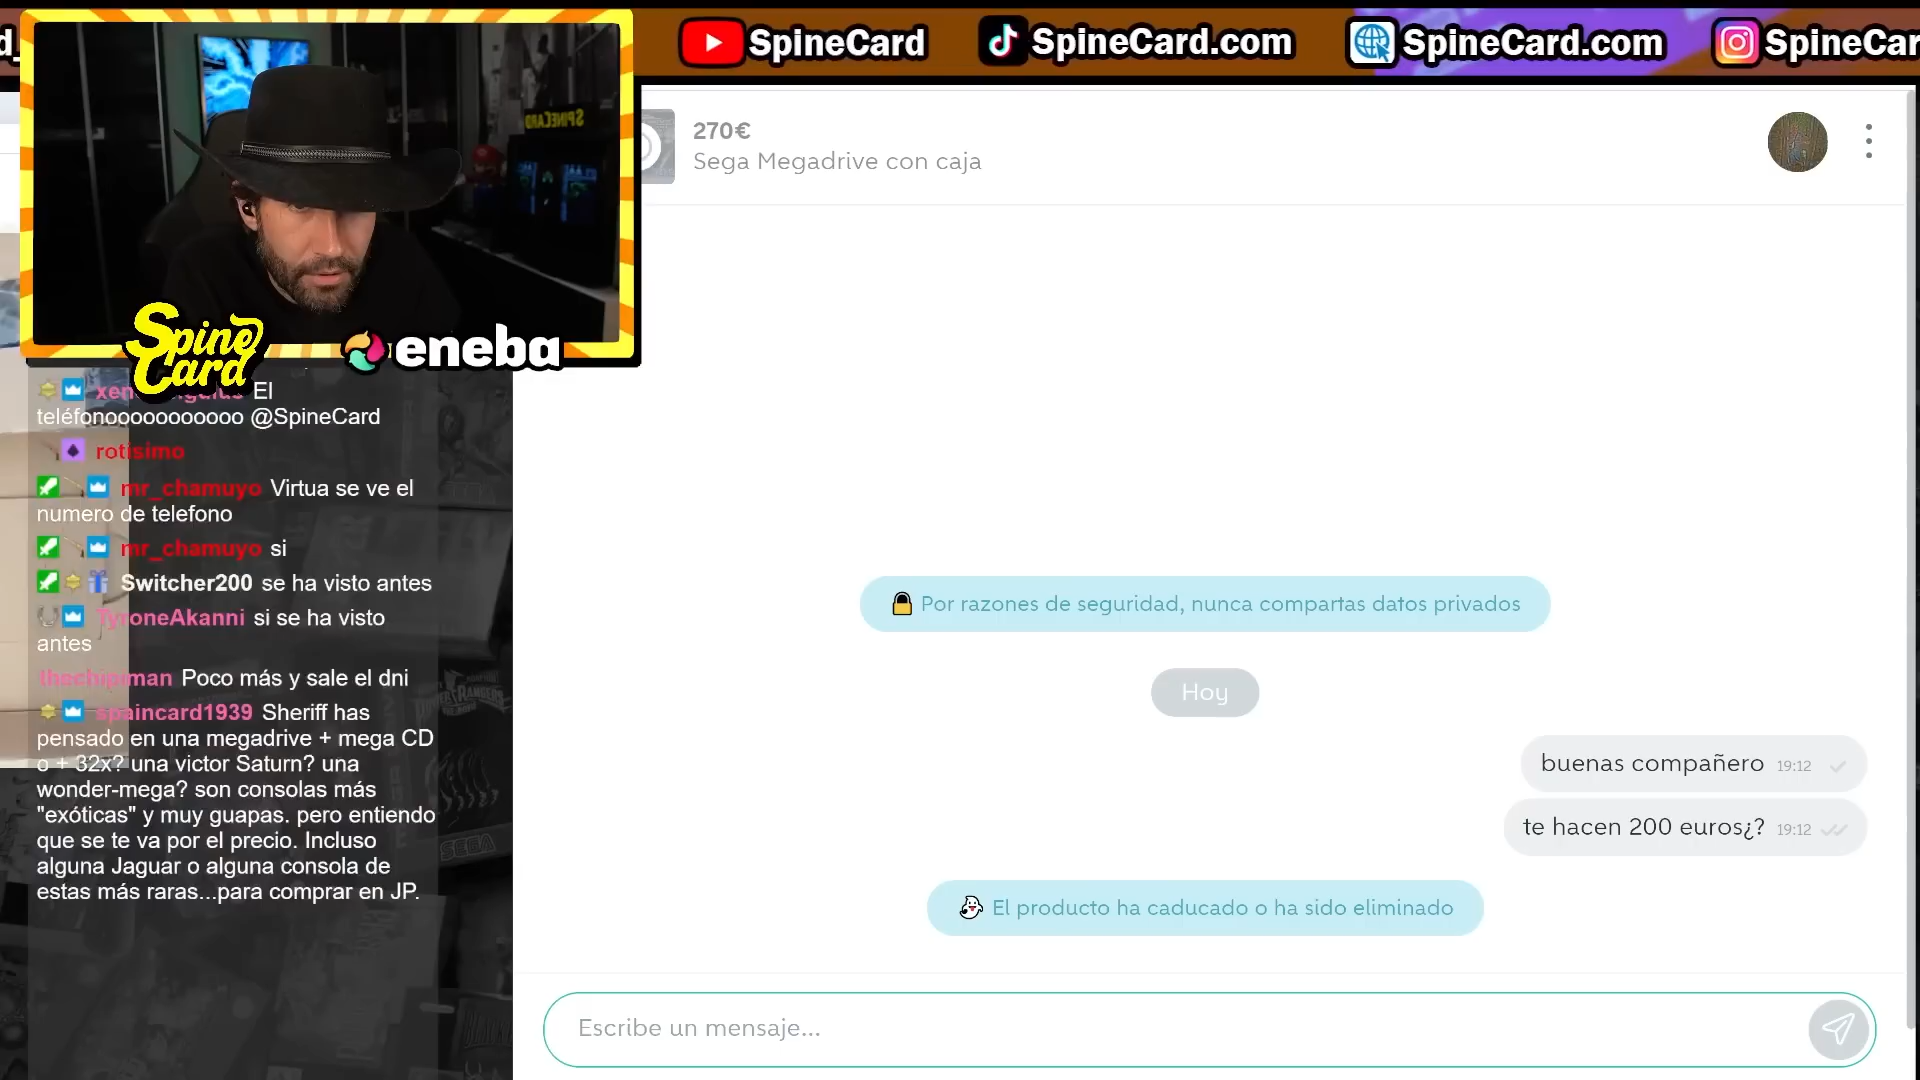 SpineCard
SpineCard.com
SpineCard.com
SpineCar
270€
Sega Megadrive con caja
Spine
Card
eneba
El
teléfonooooooooooo @SpineCard
rotisimo
mr_chamuyo Virtua se ve el
numero de telefono
mr_chamuyo si
Switcher200 se ha visto antes
TyroneAkanni si se ha visto
antes
thechipiman Poco más y sale el dni
spaincard1939 Sheriff has
pensado en una megadrive + mega CD
o + 32x? una victor Saturn? una
wonder-mega? son consolas más
"exóticas" y muy guapas. pero entiendo
que se te va por el precio. Incluso
alguna Jaguar o alguna consola de
estas más raras...para comprar en JP.
SEGA
Por razones de seguridad, nunca compartas datos privados
Hoy
buenas compañero 19:12
te hacen 200 euros¿? 19:12
El producto ha caducado o ha sido eliminado
Escribe un mensaje...